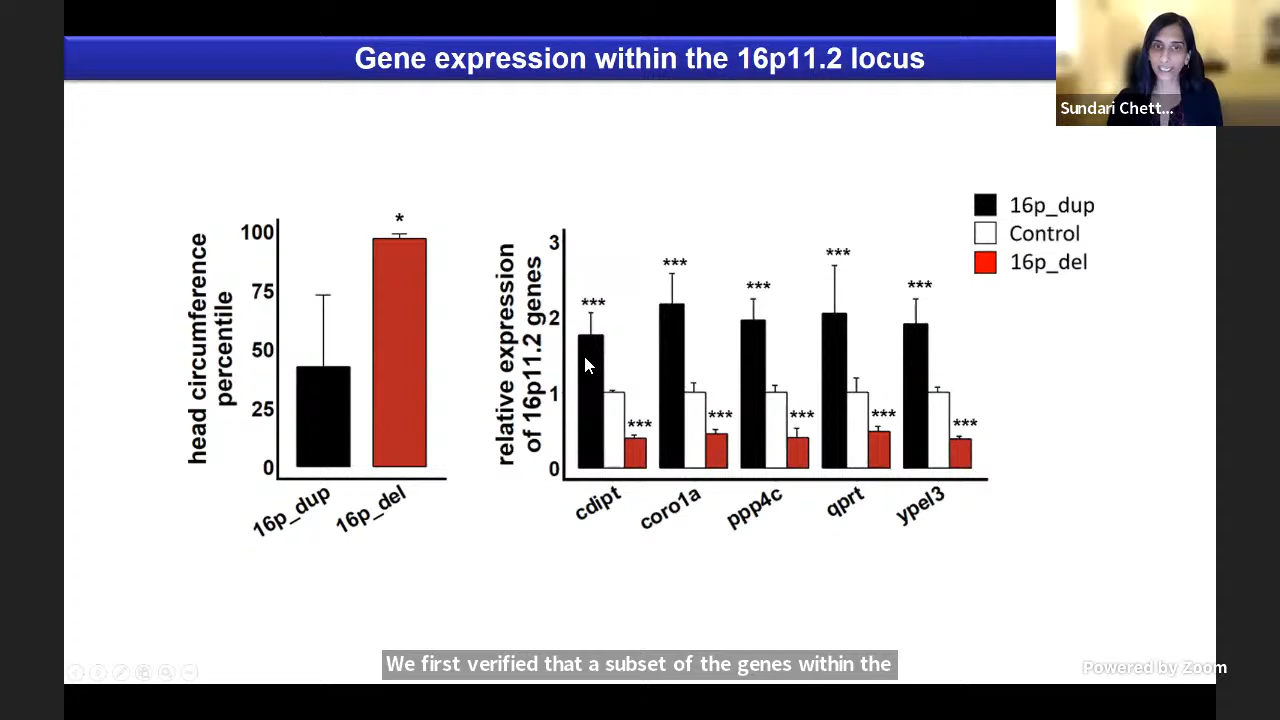 Gene expression within the 16p11.2 locus
Sundari Chett...
head circumference
percentile
100
75
50
25
0
*
16p_dup
16p_del
relative expression
of 16p11.2 genes
3
2
1
0
***
***
***
***
***
***
***
***
***
***
cdipt
coro1a
ppp4c
qprt
ypel3
16p_dup
Control
16p_del
We first verified that a subset of the genes within the
Powered by Zoom